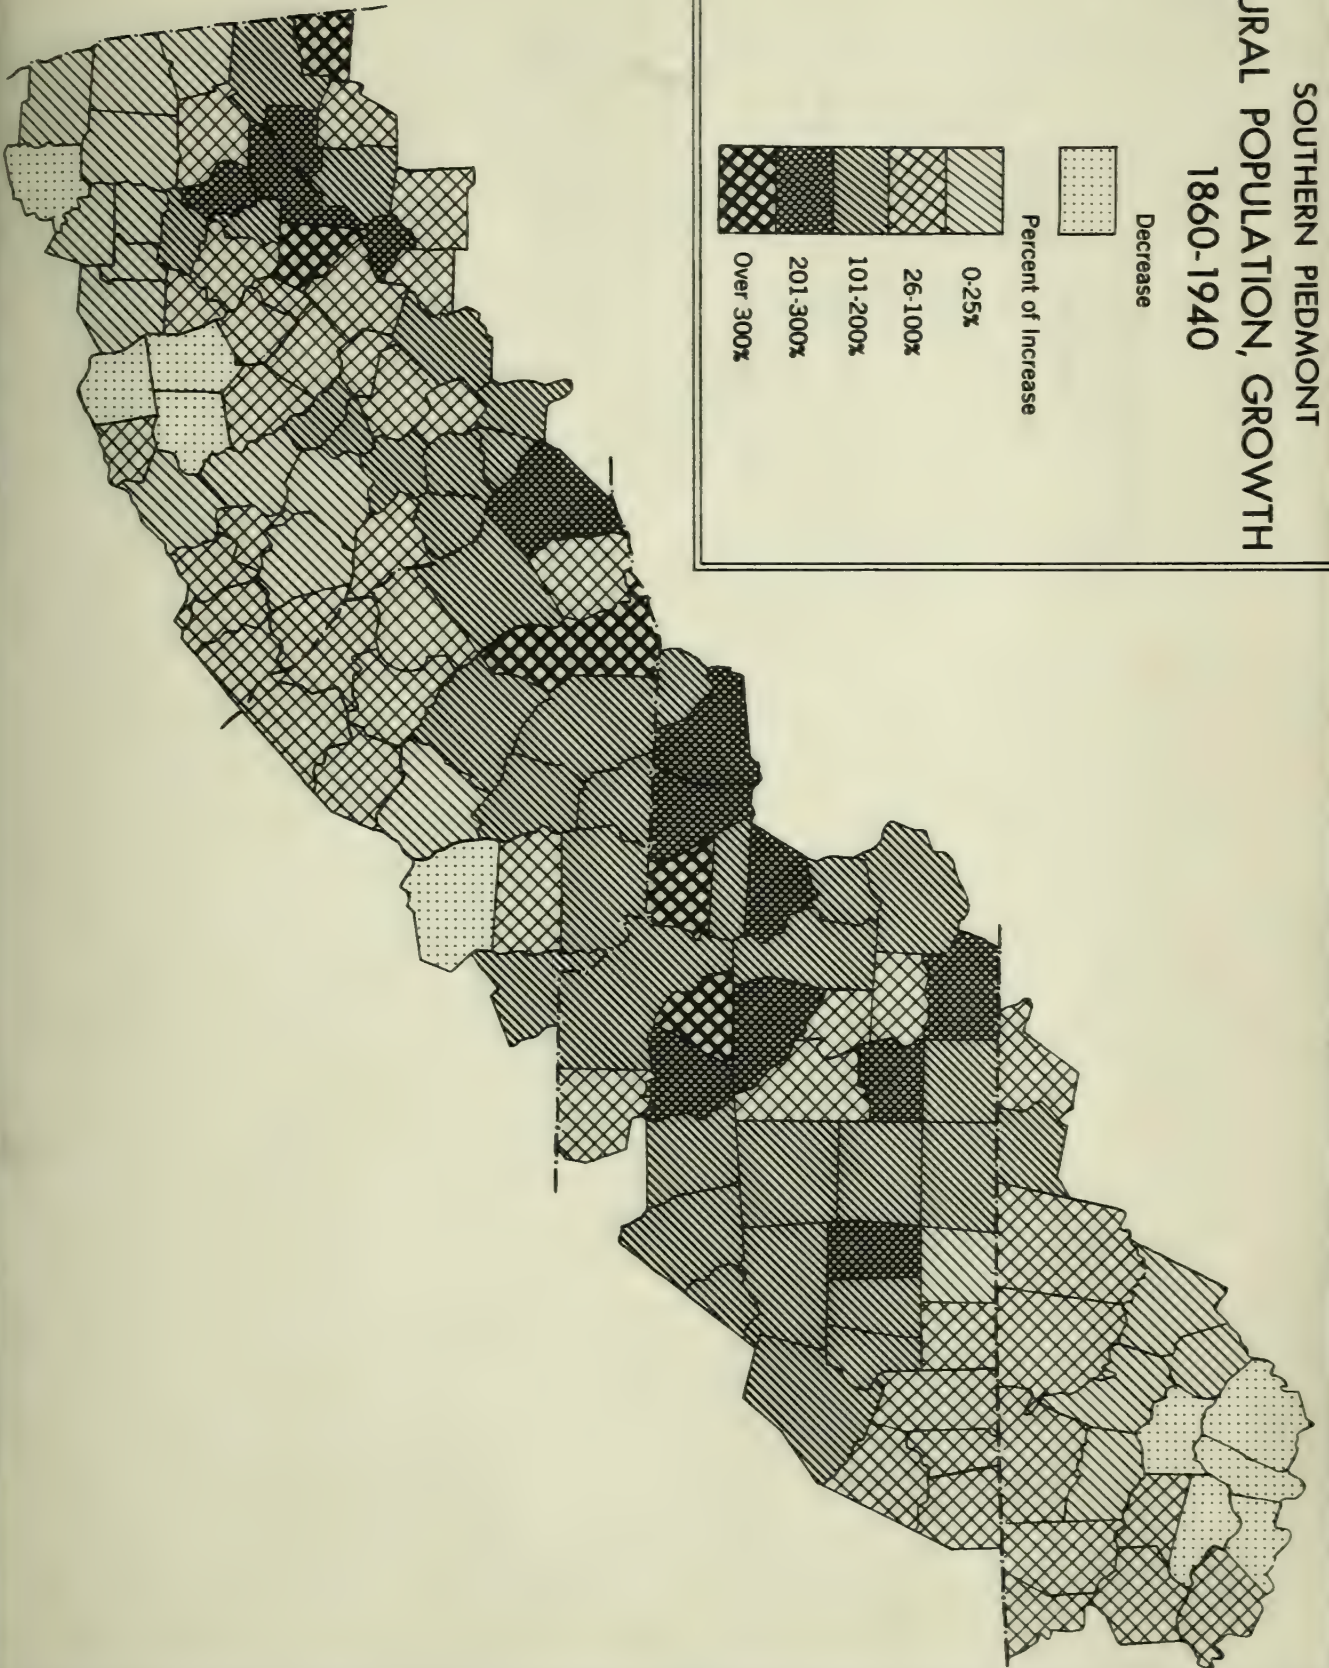 SOUTHERN PIEDMONT
URAL POPULATION, GROWTH
1860-1940
Decrease
Percent of Increase
0-25%
26-100%
101-200%
201-300%
Over 300%